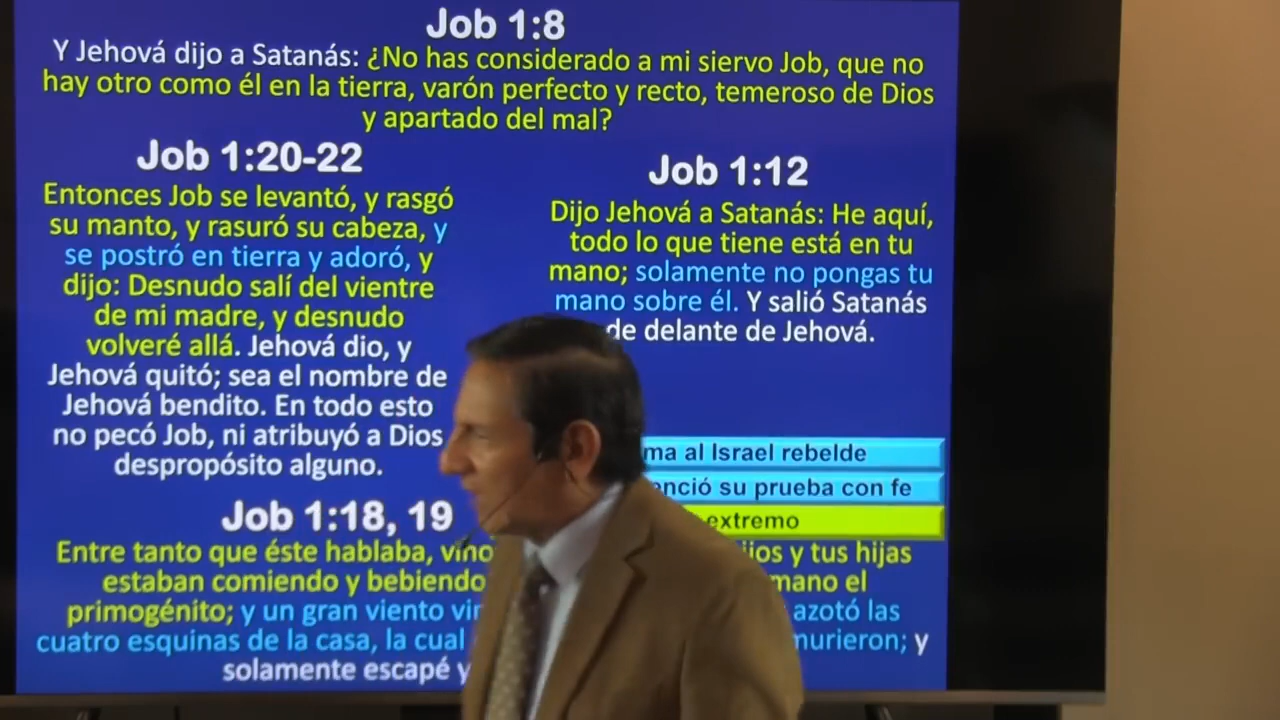 Job 1:8
Y Jehová dijo a Satanás: ¿No has considerado a mi siervo Job, que no
hay otro como él en la tierra, varón perfecto y recto, temeroso de Dios
y apartado del mal?
Job 1:20-22
Entonces Job se levantó, y rasgó
su manto, y rasuró su cabeza, y
se postró en tierra y adoró, y
dijo: Desnudo salí del vientre
de mi madre, y desnudo
volveré allá. Jehová dio, y
Jehová quitó; sea el nombre de
Jehová bendito. En todo esto
no pecó Job, ni atribuyó a Dios
despropósito alguno.
Job 1:12
Dijo Jehová a Satanás: He aquí,
todo lo que tiene está en tu
mano; solamente no pongas tu
mano sobre él. Y salió Satanás
de delante de Jehová.
al Israel rebelde
su prueba con fe
extremo
Job 1:18, 19
Entre tanto que éste hablaba, vino y tus hijas
estaban comiendo y bebiendo el
primogénito; y un gran viento azotó las
cuatro esquinas de la casa, la cual murieron; y
solamente escapé y